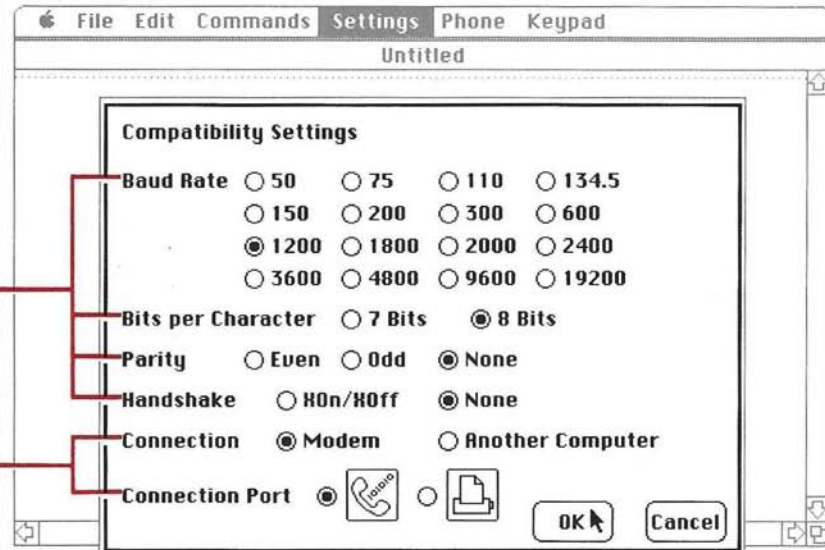 File Edit Commands Settings Phone Keypad
Untitled
Compatibility Settings
Baud Rate 50 75 110 134.5
150 200 300 600
1200 1800 2000 2400
3600 4800 9600 19200
Bits per Character 7 Bits 8 Bits
Parity Even Odd None
Handshake XOn/XOff None
Connection Modem Another Computer
Connection Port
OK Cancel